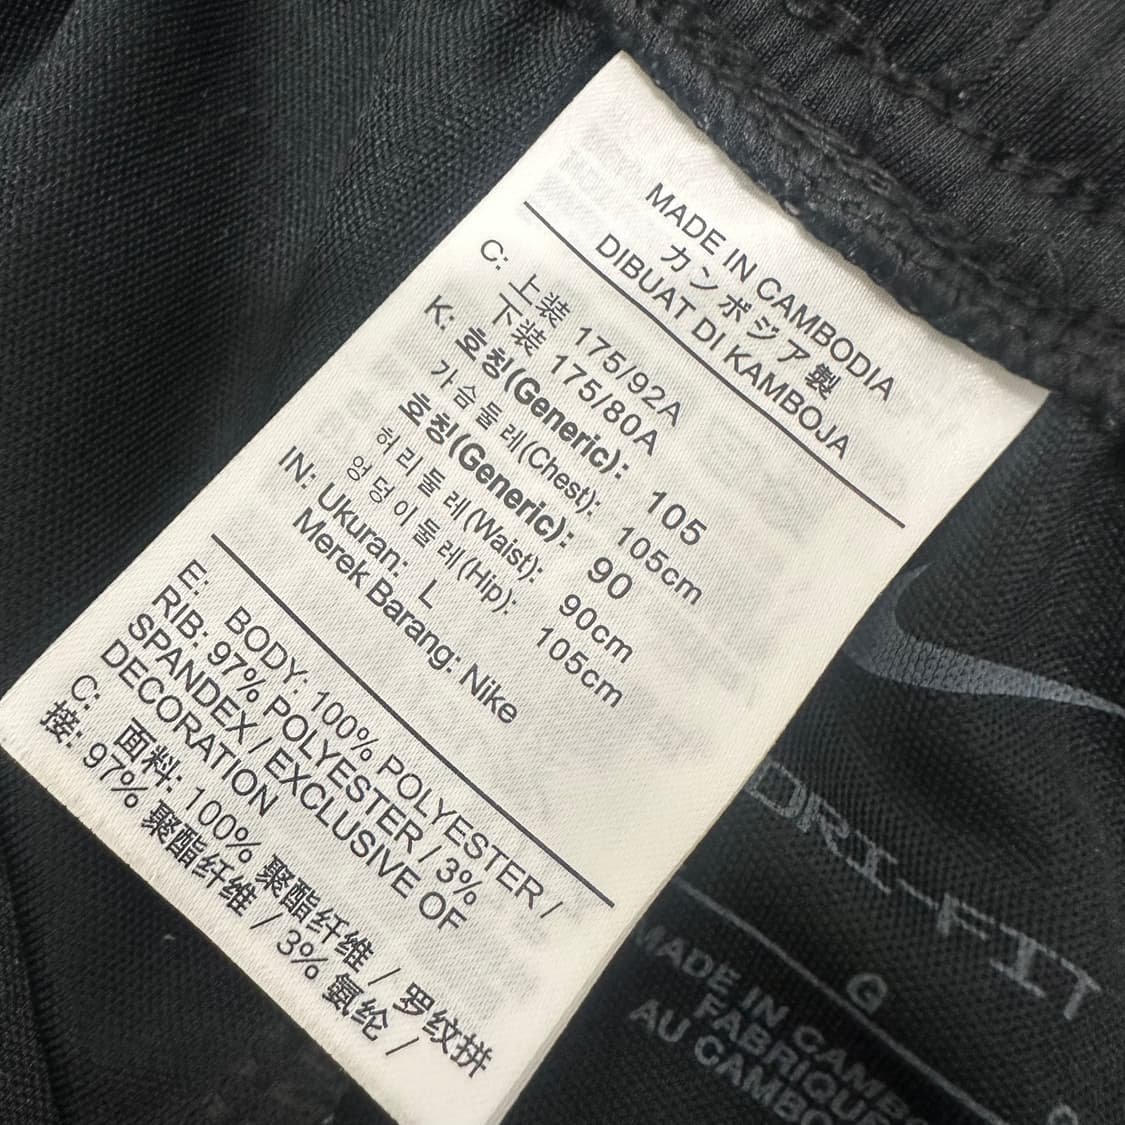 MADE IN CAMBODIA
カンボジア製
DIBUAT DI KAMBOJA
C: 上装 175/92A
下装 175/80A
K: 호칭(Generic): 105
가슴둘레(Chest): 105cm
호칭(Generic): 90
허리둘레(Waist): 90cm
엉덩이둘레(Hip): 105cm
IN: Ukuran: L
Merek Barang: Nike
E: BODY: 100% POLYESTER /
RIB: 97% POLYESTER / 3%
SPANDEX / EXCLUSIVE OF
DECORATION
C: 面料: 100% 聚酯纤维 / 罗纹拼
接: 97% 聚酯纤维 / 3% 氨纶 /
DRI-FIT
G
MADE IN CAMB
FABRIQUÉ
AU CAMBO